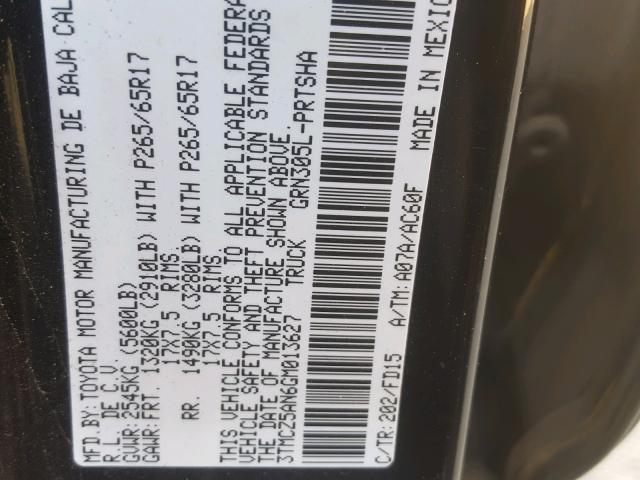 MFD.BY: TOYOTA MOTOR MANUFACTURING DE BAJA CAL
R.L. DE C.V.
GVWR: 2545KG (5600LB)
GAWR: FRT. 1320KG (2910LB) WITH P265/65R17
17X7.5 RIMS.
RR. 1490KG (3280LB) WITH P265/65R17
17X7.5 RIMS.
THIS VEHICLE CONFORMS TO ALL APPLICABLE FEDERA
VEHICLE SAFETY AND THEFT PREVENTION STANDARDS
THE DATE OF MANUFACTURE SHOWN ABOVE.
3TMCZ5AN6GM013627 TRUCK GRN305L-PRTSHA
C/TR: 202/FD15 A/TM: A07A/AC60F MADE IN MEXICO